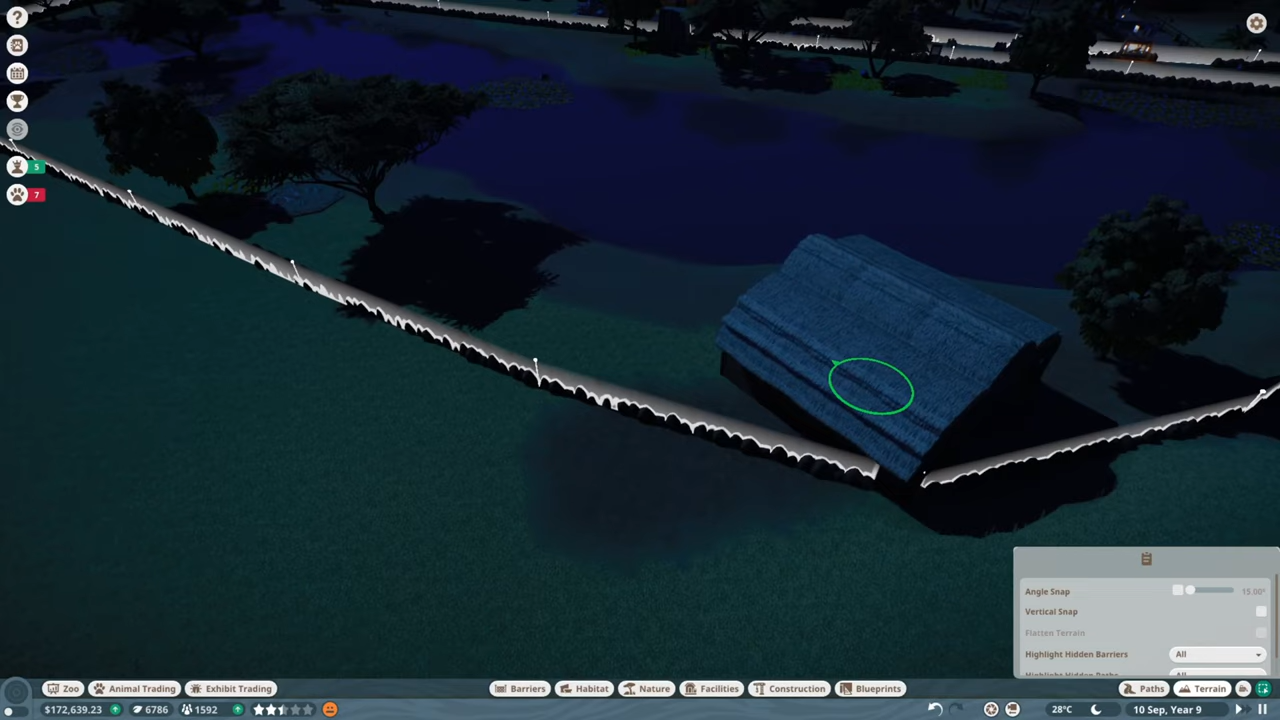 ?
5
7
Angle Snap 15.00°
Vertical Snap
Flatten Terrain
Highlight Hidden Barriers All
Zoo Animal Trading Exhibit Trading Barriers Habitat Nature Facilities Construction Blueprints Paths Terrain
$172,639.23 6786 1592 28°C 10 Sep, Year 9